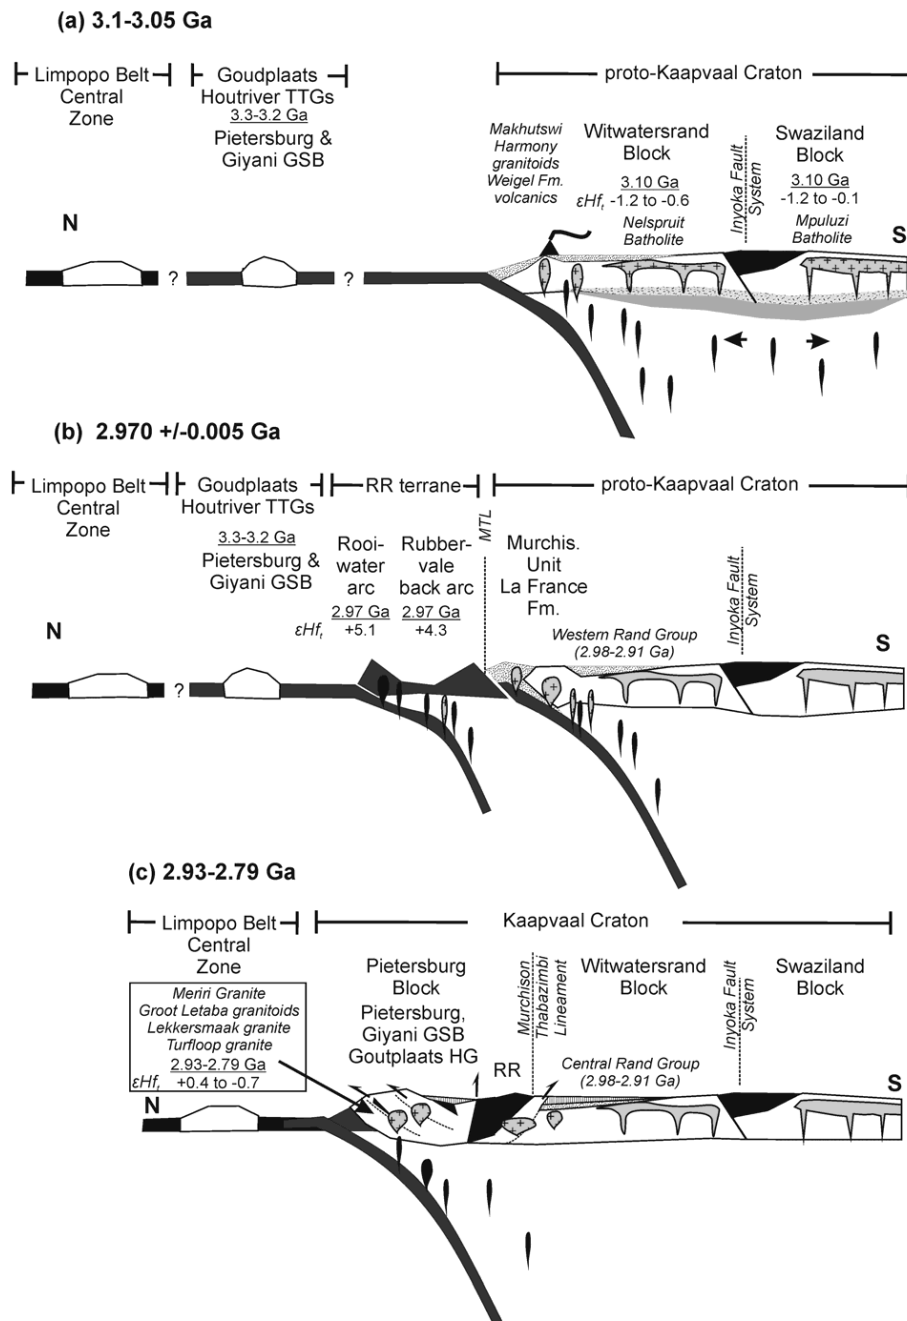 (a) 3.1-3.05 Ga
Limpopo Belt
Central
Zone
Goudplaats
Houtriver TTGs
3.3-3.2 Ga
Pietersburg &
Giyani GSB
proto-Kaapvaal Craton
Makhutswi
Harmony
granitoids
Weigel Fm.
volcanics
Witwatersrand
Block
3.10 Ga
εHft -1.2 to -0.6
Nelspruit
Batholite
Inyoka Fault
System
Swaziland
Block
3.10 Ga
-1.2 to -0.1
Mpuluzi
Batholite
N
S
?
?
(b) 2.970 +/-0.005 Ga
Limpopo Belt
Central
Zone
Goudplaats
Houtriver TTGs
3.3-3.2 Ga
Pietersburg &
Giyani GSB
RR terrane
Rooi-
water
arc
2.97 Ga
εHft +5.1
Rubber-
vale
back arc
2.97 Ga
+4.3
MTL
proto-Kaapvaal Craton
Murchis.
Unit
La France
Fm.
Western Rand Group
(2.98-2.91 Ga)
Inyoka Fault
System
N
S
?
(c) 2.93-2.79 Ga
Limpopo Belt
Central
Zone
Meriri Granite
Groot Letaba granitoids
Lekkersmaak granite
Turfloop granite
2.93-2.79 Ga
εHft +0.4 to -0.7
Kaapvaal Craton
Pietersburg
Block
Pietersburg,
Giyani GSB
Goutplaats HG
RR
Murchison
Thabazimbi
Lineament
Witwatersrand
Block
Central Rand Group
(2.98-2.91 Ga)
Inyoka Fault
System
Swaziland
Block
N
S